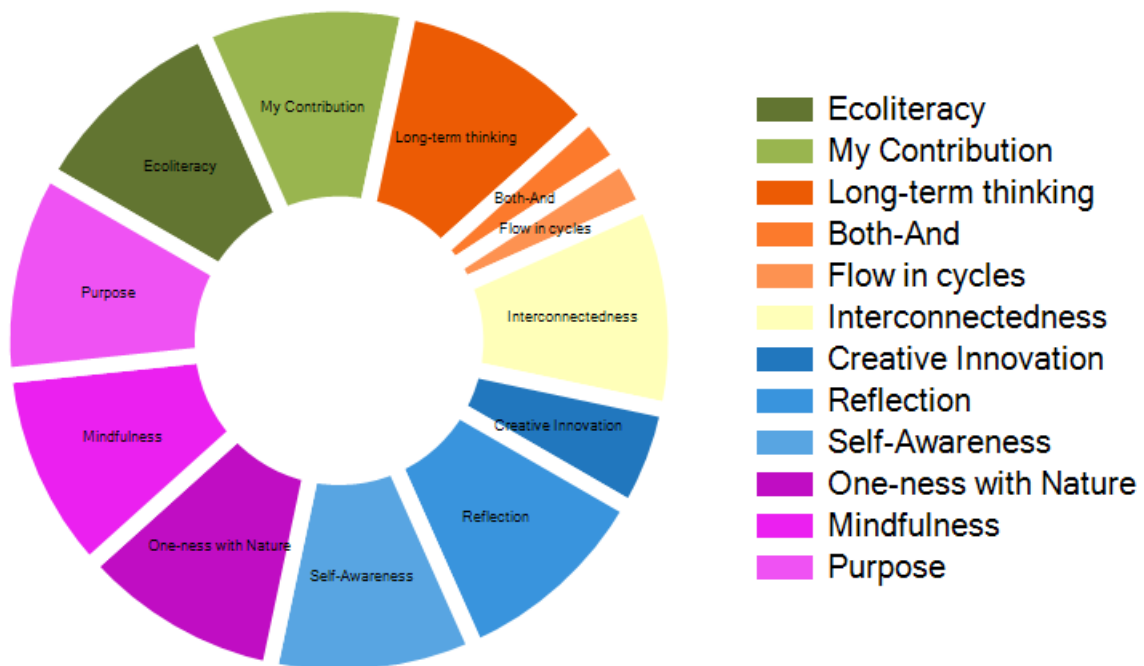 My Contribution
Long-term thinking
Ecoliteracy
Both-And
Flow in cycles
Purpose
Interconnectedness
Creative Innovation
Mindfulness
Reflection
One-ness with Nature
Self-Awareness
Ecoliteracy
My Contribution
Long-term thinking
Both-And
Flow in cycles
Interconnectedness
Creative Innovation
Reflection
Self-Awareness
One-ness with Nature
Mindfulness
Purpose